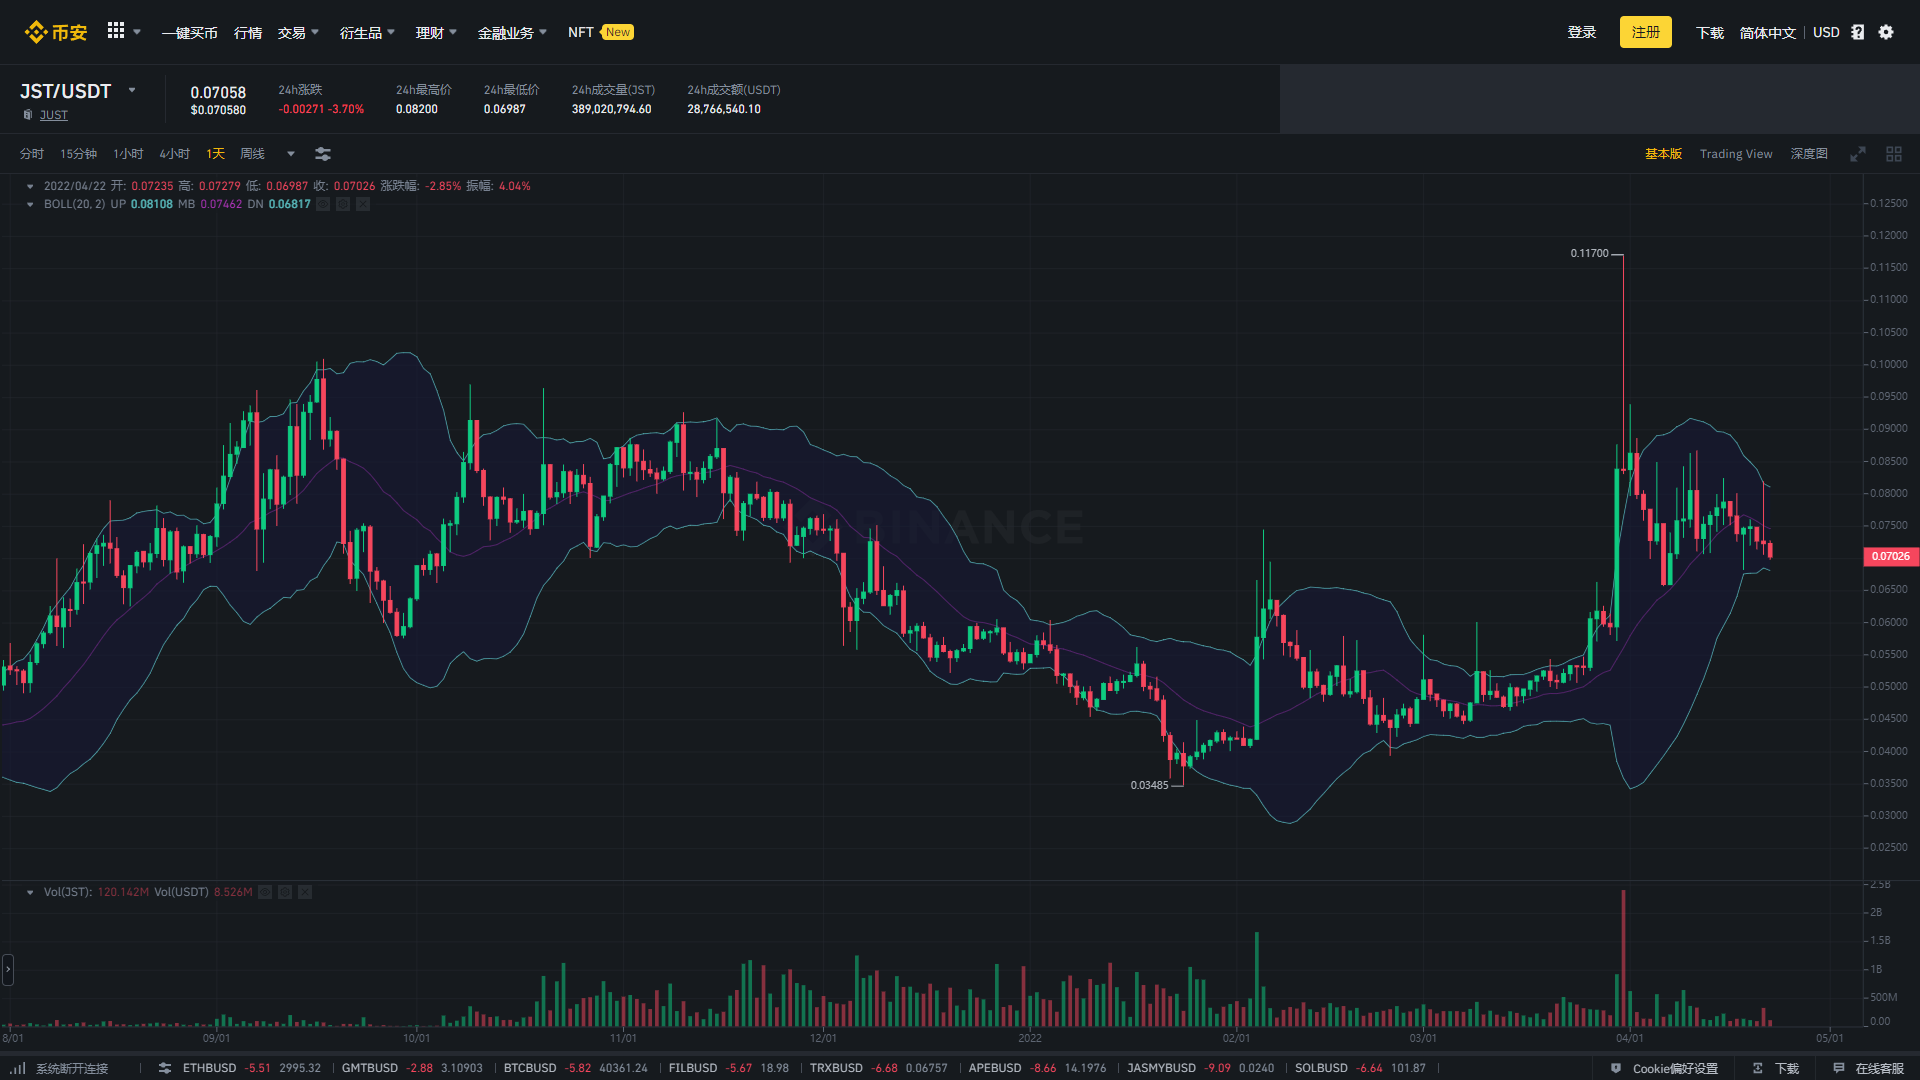 币安 一键买币 行情 交易 衍生品 理财 金融业务 NFT New 登录 注册 下载 简体中文 USD
JST/USDT 0.07058 24h涨跌 24h最高价 24h最低价 24h成交量(JST) 24h成交额(USDT)
JUST $0.070580 -0.00271 -3.70% 0.08200 0.06987 389,020,794.60 28,766,540.10
分时 15分钟 1小时 4小时 1天 周线 基本版 Trading View 深度图
2022/04/22 开: 0.07235 高: 0.07279 低: 0.06987 收: 0.07026 涨跌幅: -2.85% 振幅: 4.04%
BOLL(20, 2) UP 0.08108 MB 0.07462 DN 0.06817
0.12500
0.12000
0.11700
0.11500
0.11000
0.10500
0.10000
0.09500
0.09000
0.08500
0.08000
0.07500
BINANCE
0.07026
0.06500
0.06000
0.05500
0.05000
0.04500
0.04000
0.03500
0.03485
0.03000
0.02500
Vol(JST): 120.142M Vol(USDT) 8.526M
2.5B
2B
1.5B
1B
500M
0.00
8/01 09/01 10/01 11/01 12/01 2022 02/01 03/01 04/01 05/01
系统断开连接 ETHBUSD -5.51 2995.32 GMTBUSD -2.88 3.10903 BTCBUSD -5.82 40361.24 FILBUSD -5.67 18.98 TRXBUSD -6.68 0.06757 APEBUSD -8.66 14.1976 JASMYBUSD -9.09 0.0240 SOLBUSD -6.64 101.87 Cookie偏好设置 下载 在线客服